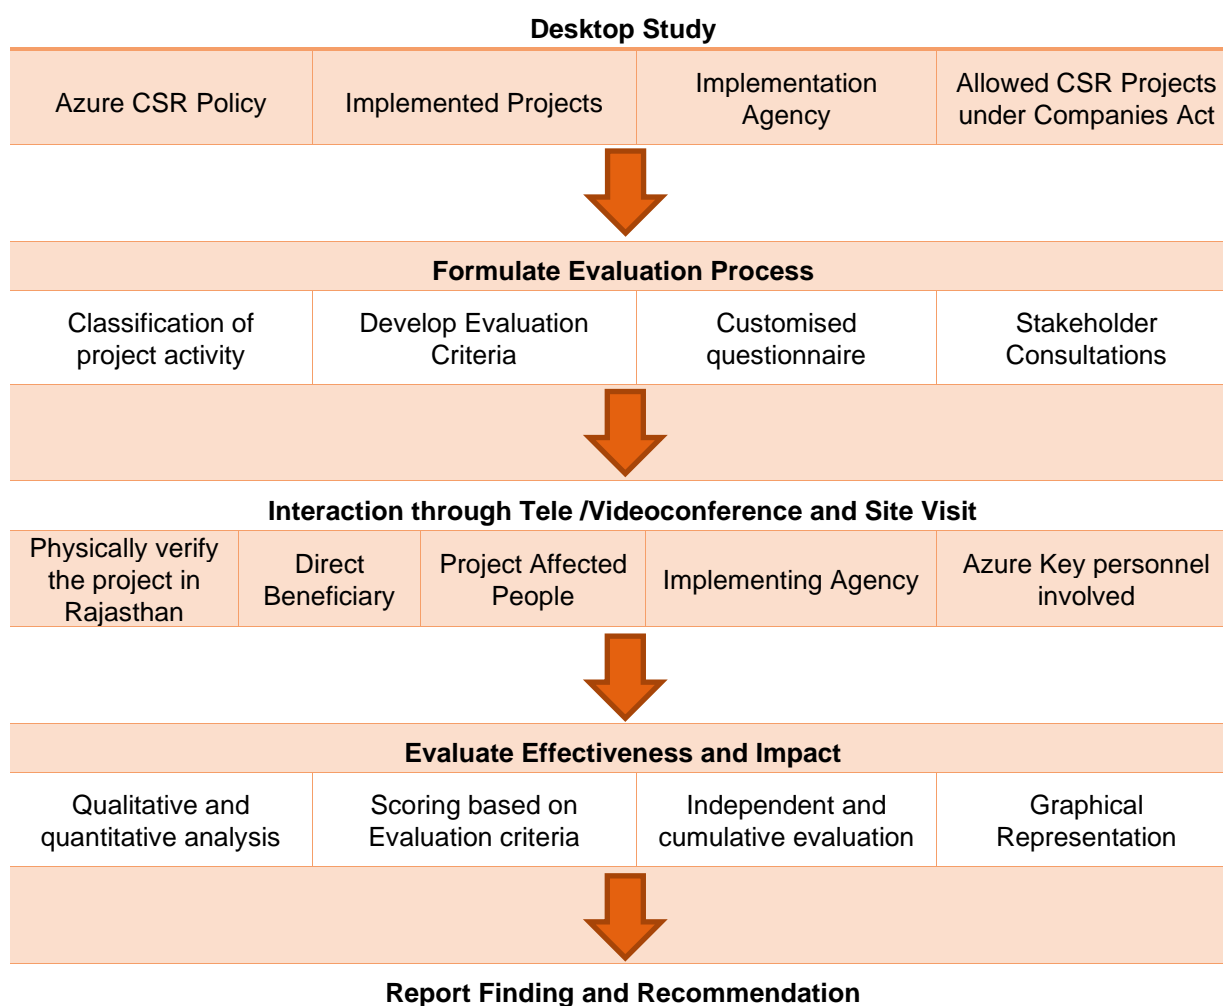 Desktop Study
Azure CSR Policy
Implemented Projects
Implementation
Agency
Allowed CSR Projects
under Companies Act
Formulate Evaluation Process
Classification of
project activity
Develop Evaluation
Criteria
Customised
questionnaire
Stakeholder
Consultations
Interaction through Tele /Videoconference and Site Visit
Physically verify
the project in
Rajasthan
Direct
Beneficiary
Project Affected
People
Implementing Agency
Azure Key personnel
involved
Evaluate Effectiveness and Impact
Qualitative and
quantitative analysis
Scoring based on
Evaluation criteria
Independent and
cumulative evaluation
Graphical
Representation
Report Finding and Recommendation